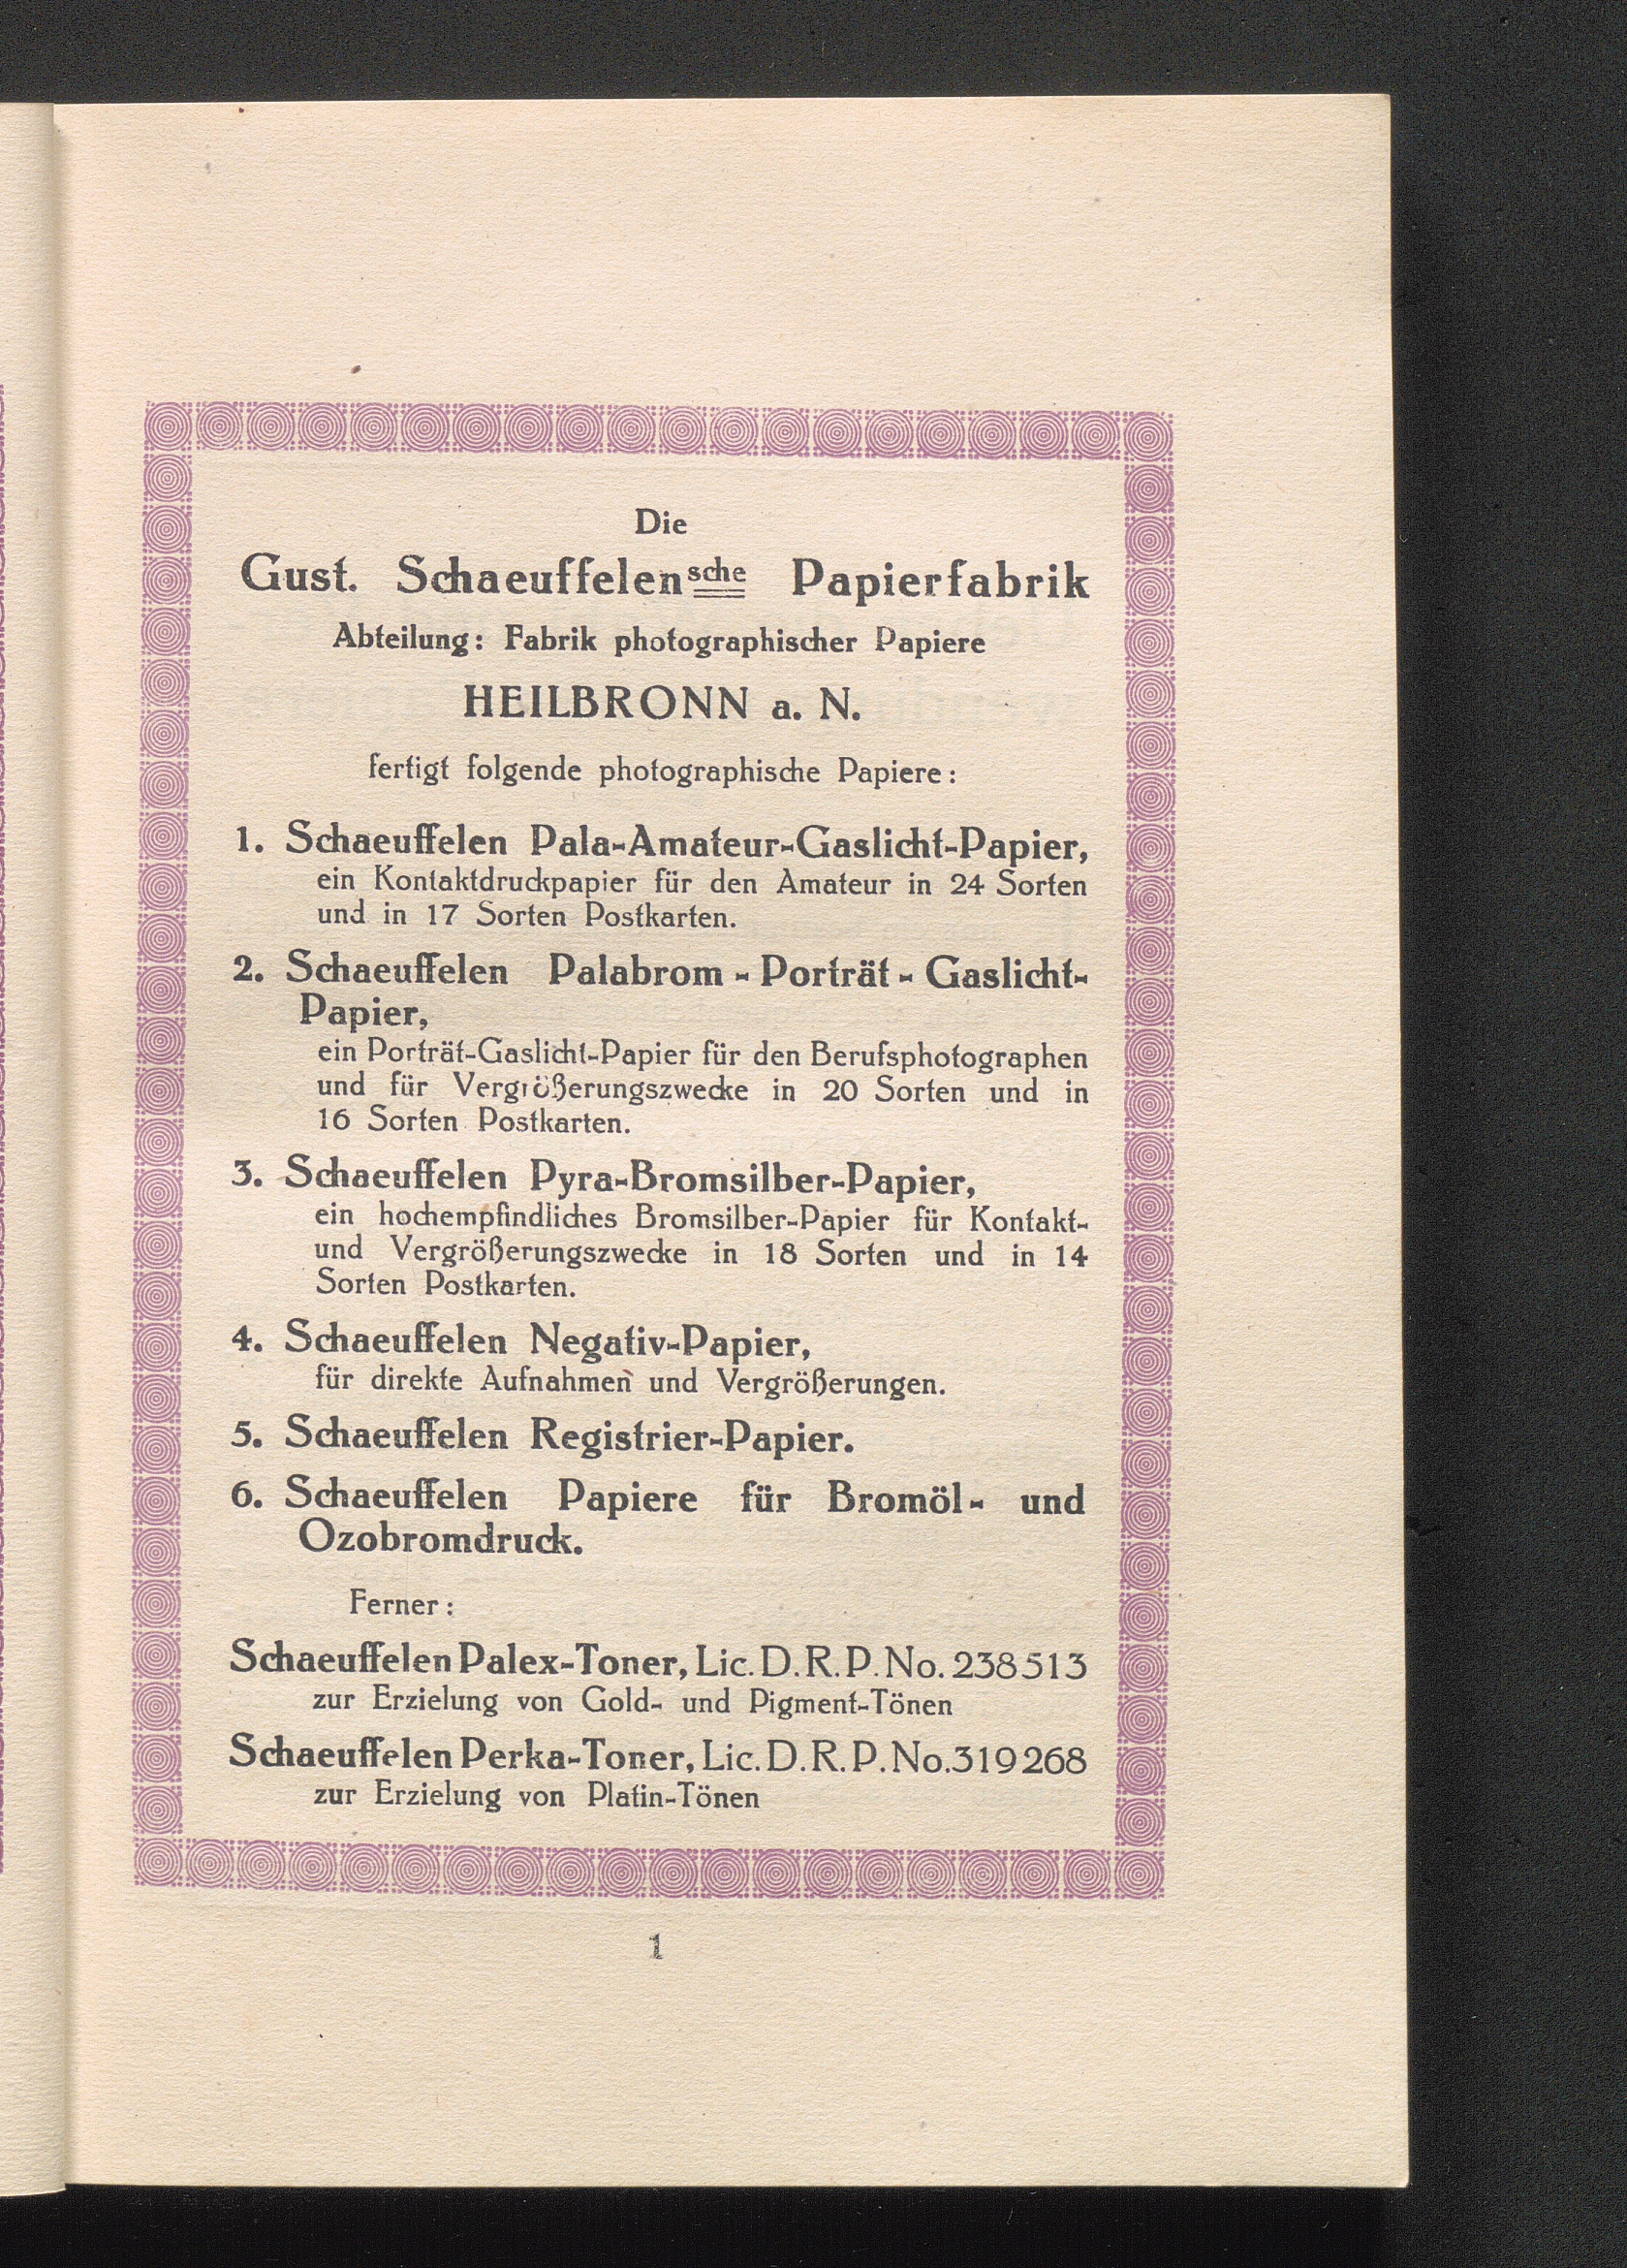 Die
Gust. Schaeuffelensche Papierfabrik
Abteilung: Fabrik photographischer Papiere
HEILBRONN a. N.
fertigt folgende photographische Papiere:
1. Schaeuffelen Pala-Amateur-Gaslicht-Papier,
ein Kontaktdruckpapier für den Amateur in 24 Sorten
und in 17 Sorten Postkarten.
2. Schaeuffelen Palabrom - Porträt - Gaslicht-
Papier,
ein Porträt-Gaslicht-Papier für den Berufsphotographen
und für Vergrößerungszwecke in 20 Sorten und in
16 Sorten Postkarten.
3. Schaeuffelen Pyra-Bromsilber-Papier,
ein hochempfindliches Bromsilber-Papier für Kontakt-
und Vergrößerungszwecke in 18 Sorten und in 14
Sorten Postkarten.
4. Schaeuffelen Negativ-Papier,
für direkte Aufnahmen und Vergrößerungen.
5. Schaeuffelen Registrier-Papier.
6. Schaeuffelen Papiere für Bromöl- und
Ozobromdruck.
Ferner:
Schaeuffelen Palex-Toner, Lic. D. R. P. No. 238513
zur Erzielung von Gold- und Pigment-Tönen
Schaeuffelen Perka-Toner, Lic. D. R. P. No. 319268
zur Erzielung von Platin-Tönen
1